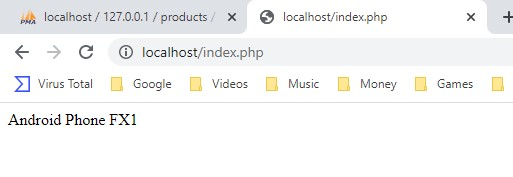 PMA localhost / 127.0.0.1 / products / localhost/index.php
localhost/index.php
Virus Total Google Videos Music Money Games
Android Phone FX1